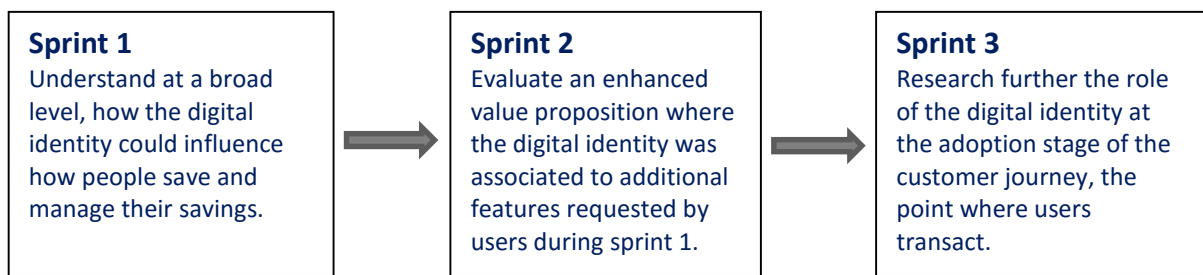 Sprint 1
Understand at a broad
level, how the digital
identity could influence
how people save and
manage their savings.
Sprint 2
Evaluate an enhanced
value proposition where
the digital identity was
associated to additional
features requested by
users during sprint 1.
Sprint 3
Research further the role
of the digital identity at
the adoption stage of the
customer journey, the
point where users
transact.